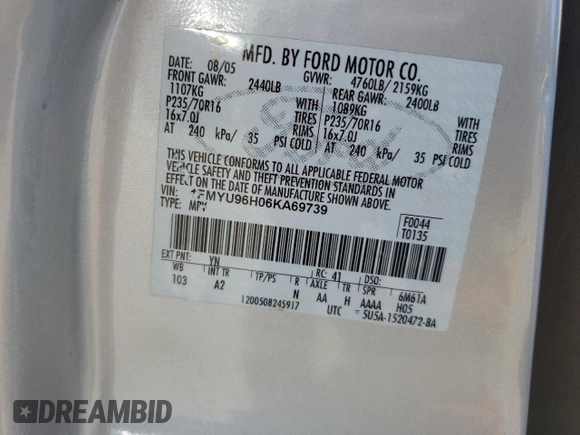 MFD. BY FORD MOTOR CO.
DATE: 08/05 GVWR: 4760LB/ 2159KG
FRONT GAWR: 2440LB REAR GAWR: 2400LB
1107KG WITH 1089KG WITH
P235/70R16 TIRES P235/70R16 TIRES
16x7.0J RIMS 16x7.0J RIMS
AT 240 kPa/ 35 PSI COLD AT 240 kPa/ 35 PSI COLD
THIS VEHICLE CONFORMS TO ALL APPLICABLE FEDERAL MOTOR
VEHICLE SAFETY AND THEFT PREVENTION STANDARDS IN
EFFECT ON THE DATE OF MANUFACTURE SHOWN ABOVE.
VIN: 4FMYU96H06KA69739
TYPE: MPV
F0044
T0135
EXT PNT: YN RC: 41 DSO:
WB INT TR TP/PS R AXLE TR SPR 6M61A
103 A2 N AA H AAAA H05
1200508245917 UTC 5U5A-1520472-BA
Ford
DREAMBID